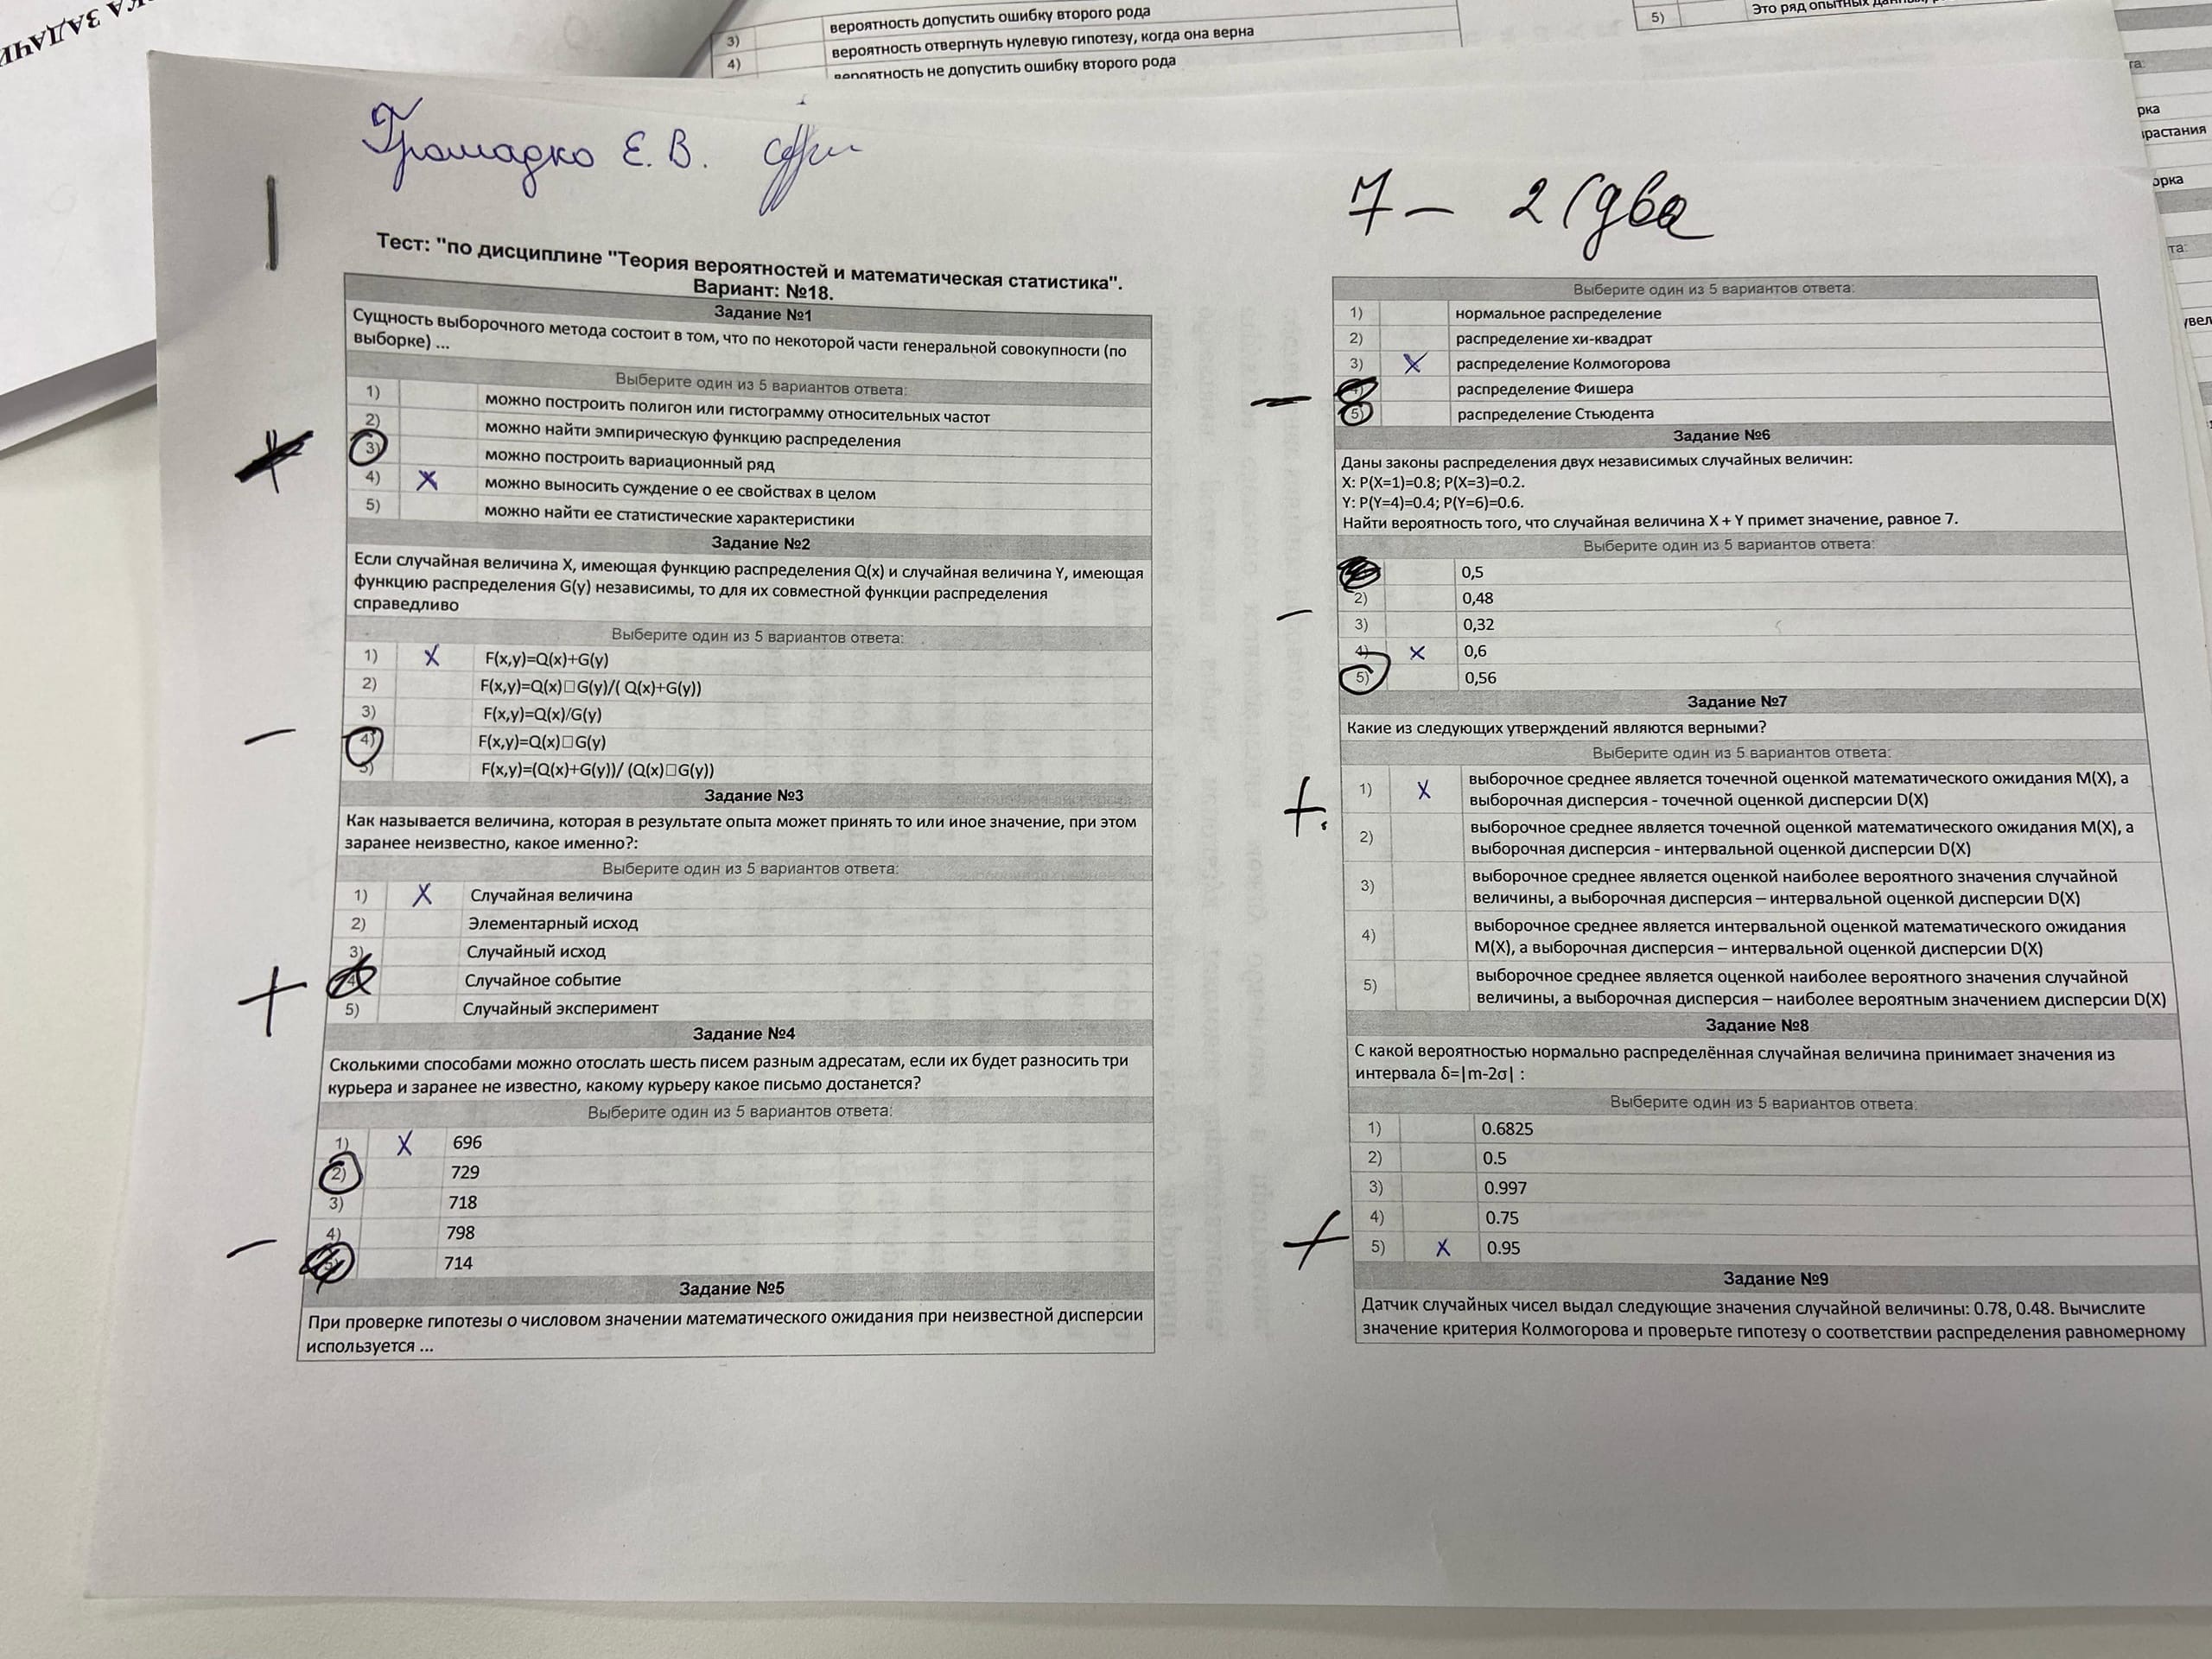 КА ЗАДАЧИ
3) вероятность допустить ошибку второго рода
4) вероятность отвергнуть нулевую гипотезу, когда она верна
вероятность не допустить ошибку второго рода
5) Это ряд опытных
Громадко Е. В.
7 – 2 (два
Тест: "по дисциплине "Теория вероятностей и математическая статистика".
Вариант: №18.
Задание №1
Сущность выборочного метода состоит в том, что по некоторой части генеральной совокупности (по
выборке) ...
Выберите один из 5 вариантов ответа:
1) можно построить полигон или гистограмму относительных частот
2) можно найти эмпирическую функцию распределения
3) можно построить вариационный ряд
4) X можно выносить суждение о ее свойствах в целом
5) можно найти ее статистические характеристики
Задание №2
Если случайная величина X, имеющая функцию распределения Q(x) и случайная величина Y, имеющая
функцию распределения G(y) независимы, то для их совместной функции распределения
справедливо
Выберите один из 5 вариантов ответа:
1) X F(x,y)=Q(x)+G(y)
2) F(x,y)=Q(x)□G(y)/( Q(x)+G(y))
3) F(x,y)=Q(x)/G(y)
– 4) F(x,y)=Q(x)□G(y)
5) F(x,y)=(Q(x)+G(y))/ (Q(x)□G(y))
Задание №3
Как называется величина, которая в результате опыта может принять то или иное значение, при этом
заранее неизвестно, какое именно?:
Выберите один из 5 вариантов ответа:
1) X Случайная величина
2) Элементарный исход
3) Случайный исход
+ 4) Случайное событие
5) Случайный эксперимент
Задание №4
Сколькими способами можно отослать шесть писем разным адресатам, если их будет разносить три
курьера и заранее не известно, какому курьеру какое письмо достанется?
Выберите один из 5 вариантов ответа:
1) X 696
2) 729
3) 718
4) 798
– 714
Задание №5
При проверке гипотезы о числовом значении математического ожидания при неизвестной дисперсии
используется ...
Выберите один из 5 вариантов ответа:
1) нормальное распределение
2) распределение хи-квадрат
3) X распределение Колмогорова
– распределение Фишера
5) распределение Стьюдента
Задание №6
Даны законы распределения двух независимых случайных величин:
X: P(X=1)=0.8; P(X=3)=0.2.
Y: P(Y=4)=0.4; P(Y=6)=0.6.
Найти вероятность того, что случайная величина X + Y примет значение, равное 7.
Выберите один из 5 вариантов ответа:
0,5
– 2) 0,48
3) 0,32
4) X 0,6
5) 0,56
Задание №7
Какие из следующих утверждений являются верными?
Выберите один из 5 вариантов ответа:
+ 1) X выборочное среднее является точечной оценкой математического ожидания M(X), а
выборочная дисперсия - точечной оценкой дисперсии D(X)
2) выборочное среднее является точечной оценкой математического ожидания M(X), а
выборочная дисперсия - интервальной оценкой дисперсии D(X)
3) выборочное среднее является оценкой наиболее вероятного значения случайной
величины, а выборочная дисперсия – интервальной оценкой дисперсии D(X)
4) выборочное среднее является интервальной оценкой математического ожидания
M(X), а выборочная дисперсия – интервальной оценкой дисперсии D(X)
5) выборочное среднее является оценкой наиболее вероятного значения случайной
величины, а выборочная дисперсия – наиболее вероятным значением дисперсии D(X)
Задание №8
С какой вероятностью нормально распределённая случайная величина принимает значения из
интервала δ=|m-2σ| :
Выберите один из 5 вариантов ответа:
1) 0.6825
2) 0.5
3) 0.997
4) 0.75
+ 5) X 0.95
Задание №9
Датчик случайных чисел выдал следующие значения случайной величины: 0.78, 0.48. Вычислите
значение критерия Колмогорова и проверьте гипотезу о соответствии распределения равномерному